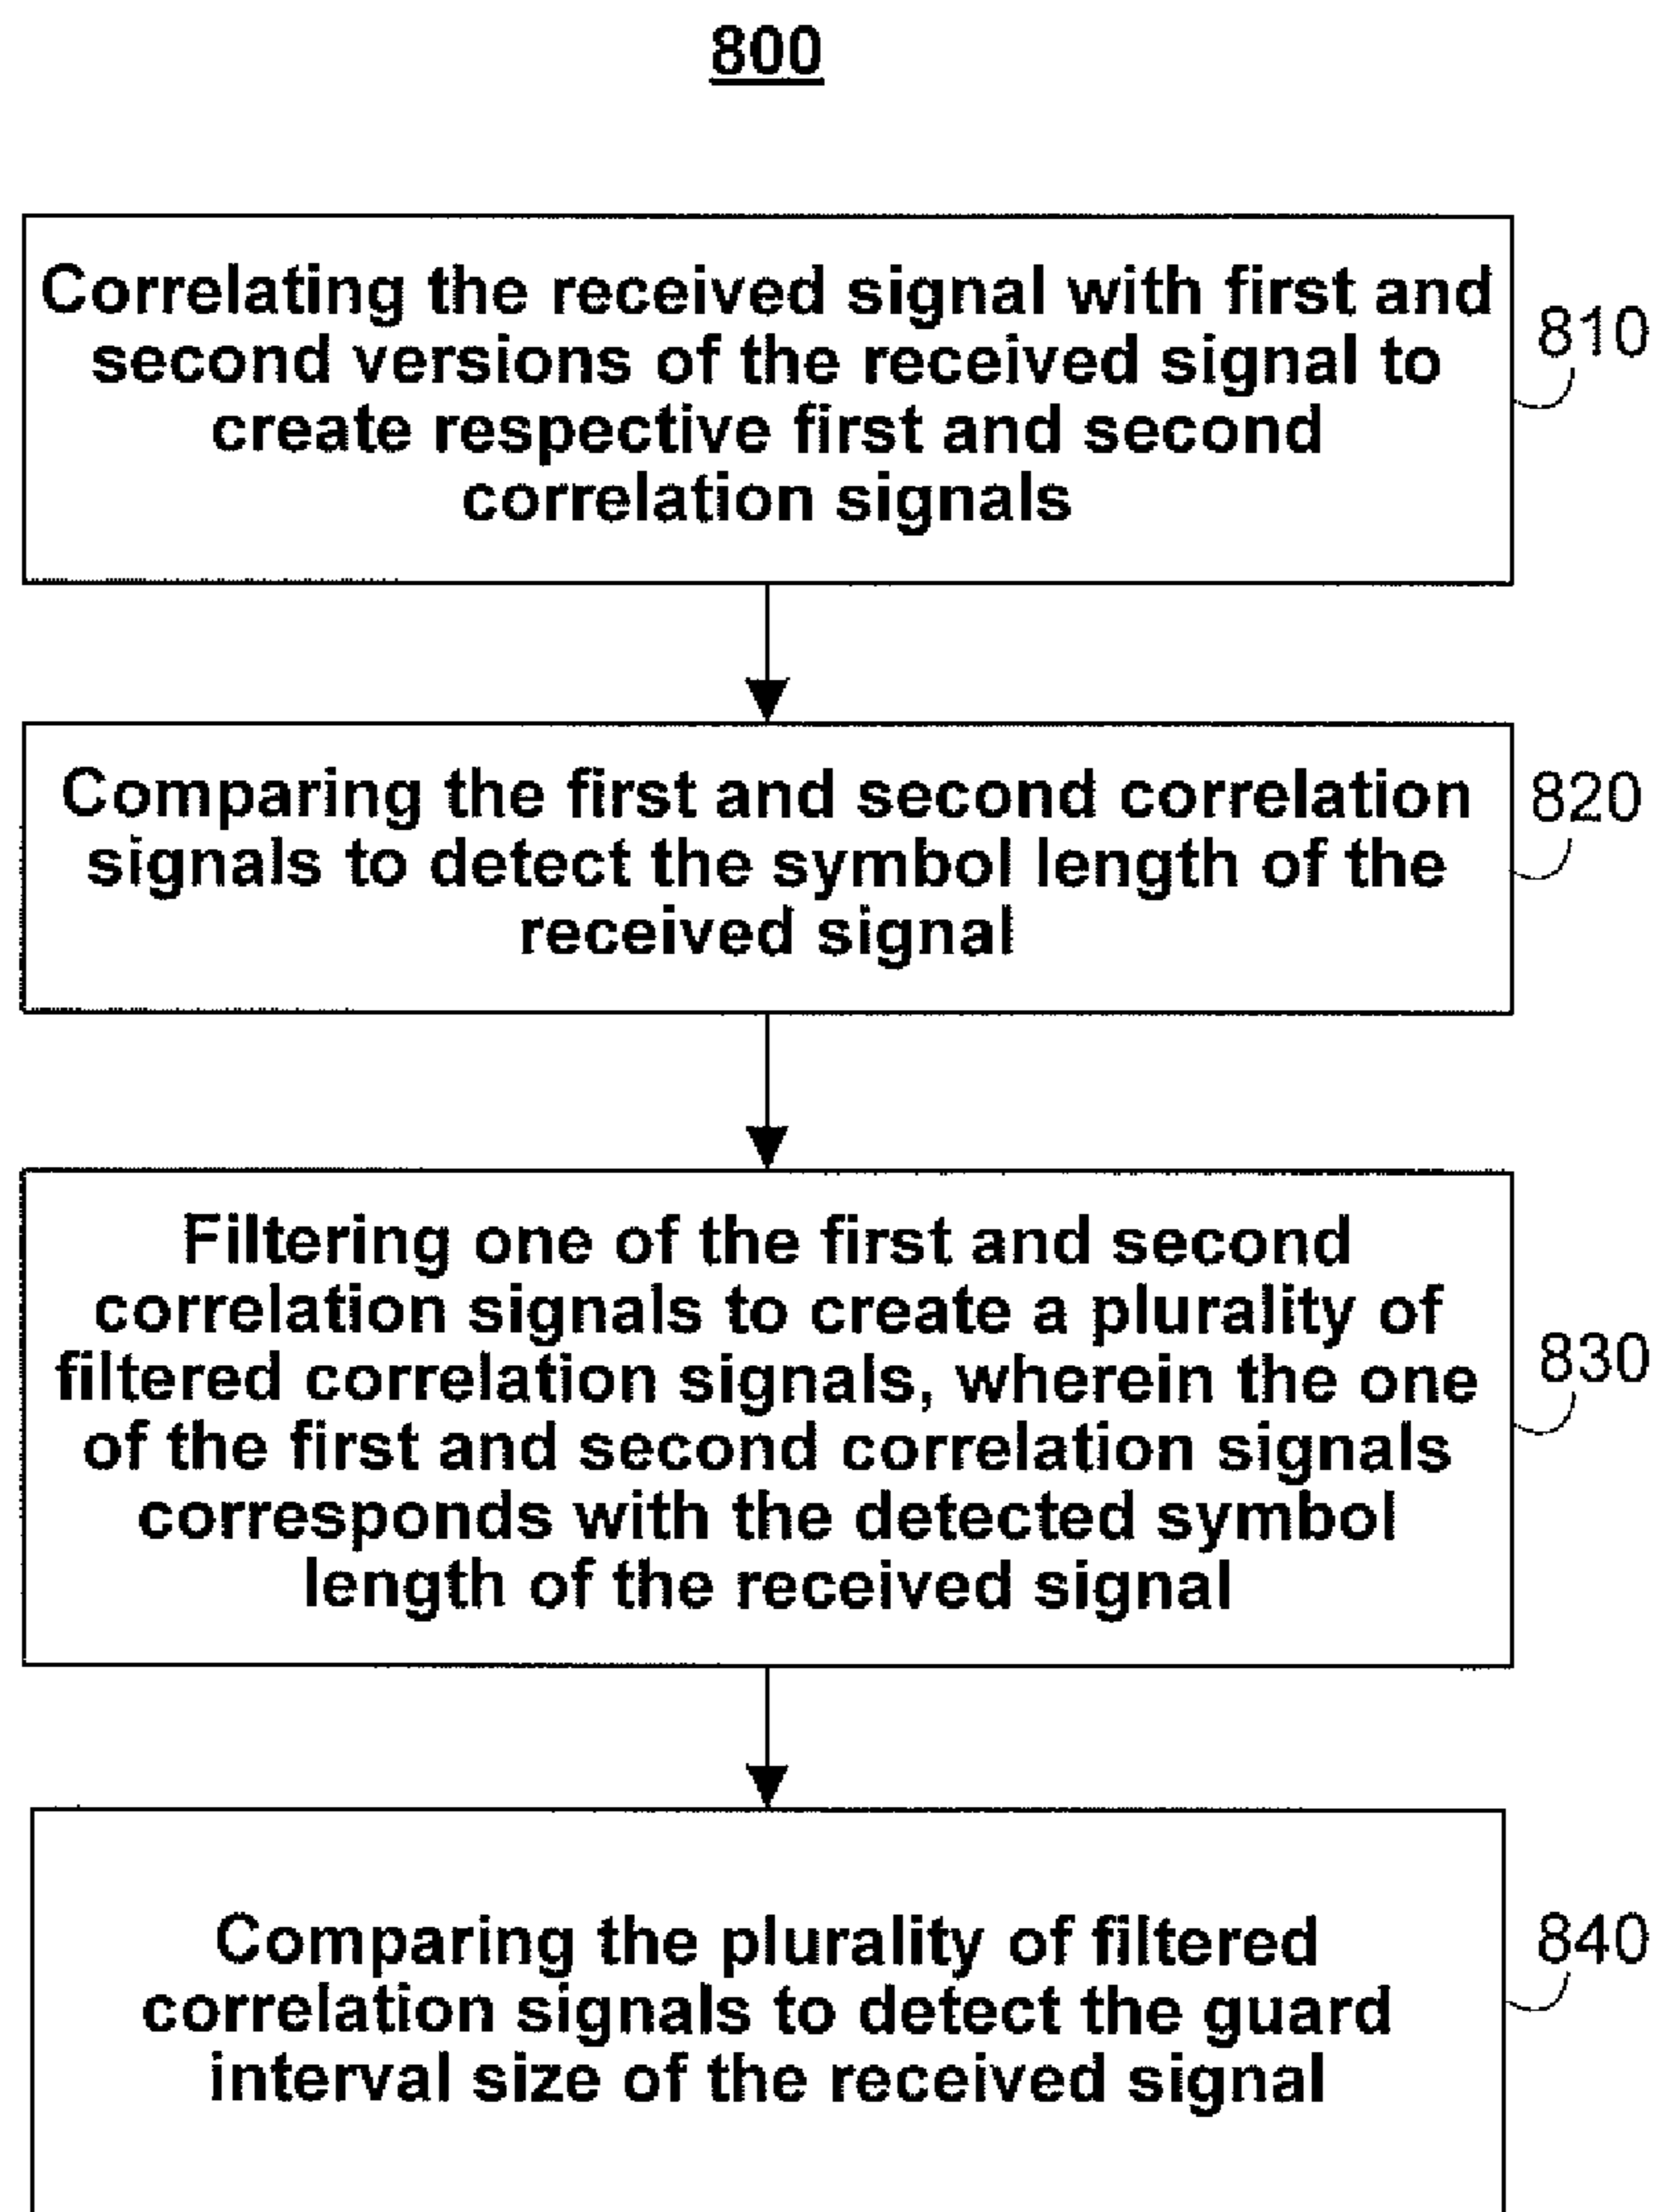 800
Correlating the received signal with first and
second versions of the received signal to
create respective first and second
correlation signals
810
Comparing the first and second correlation
signals to detect the symbol length of the
received signal
820
Filtering one of the first and second
correlation signals to create a plurality of
filtered correlation signals, wherein the one
of the first and second correlation signals
corresponds with the detected symbol
length of the received signal
830
Comparing the plurality of filtered
correlation signals to detect the guard
interval size of the received signal
840